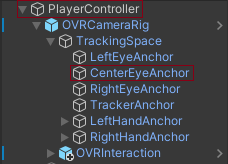 PlayerController
OVRCameraRig
TrackingSpace
LeftEyeAnchor
CenterEyeAnchor
RightEyeAnchor
TrackerAnchor
LeftHandAnchor
RightHandAnchor
OVRInteraction